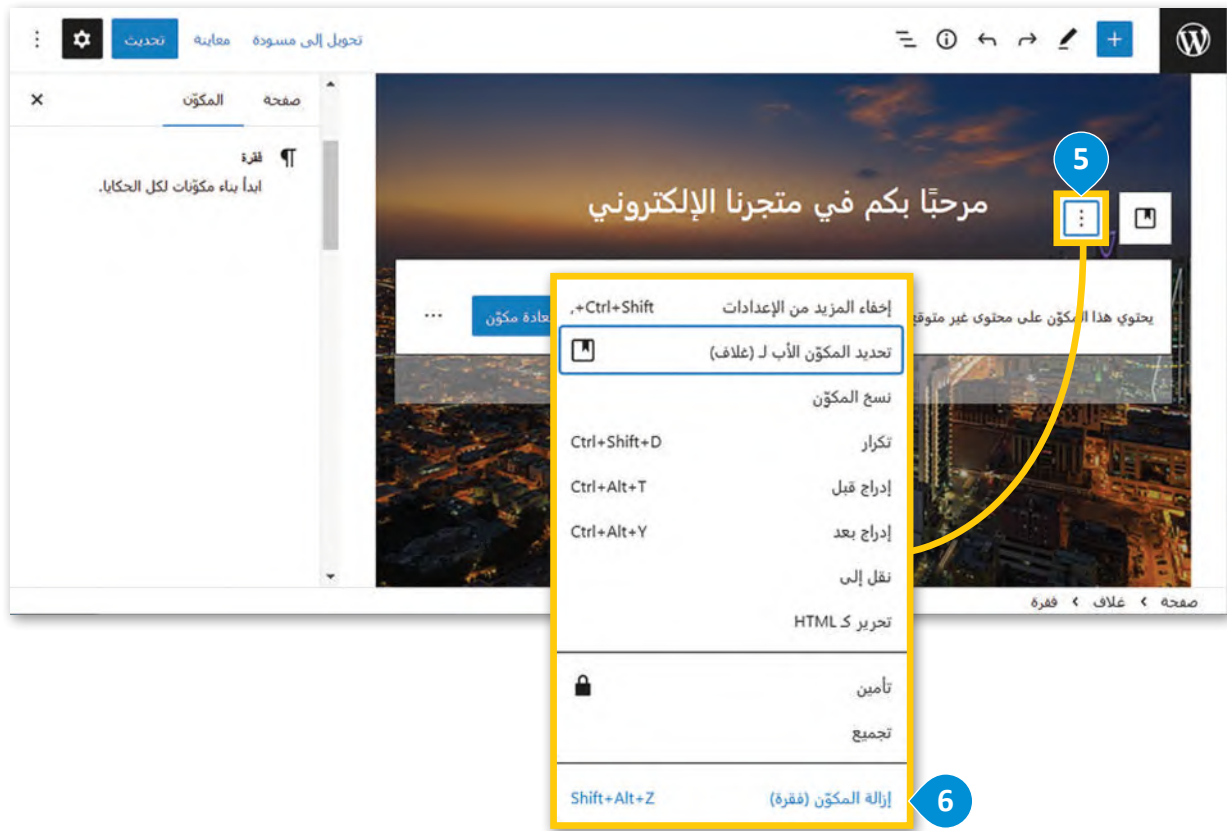 تحويل إلى مسودة
معاينة
تحديث
صفحة
المكوّن
فقرة
ابدأ بناء مكوّنات لكل الحكايا.
5
مرحبًا بكم في متجرنا الإلكتروني
يحتوي هذا المكوّن على محتوى غير
مكوّن
إخفاء المزيد من الإعدادات Ctrl+Shift+,
تحديد المكوّن الأب لـ (غلاف)
نسخ المكوّن
تكرار Ctrl+Shift+D
إدراج قبل Ctrl+Alt+T
إدراج بعد Ctrl+Alt+Y
نقل إلى
تحرير كـ HTML
تأمين
تجميع
إزالة المكوّن (فقرة) Shift+Alt+Z
6
صفحة › غلاف › فقرة